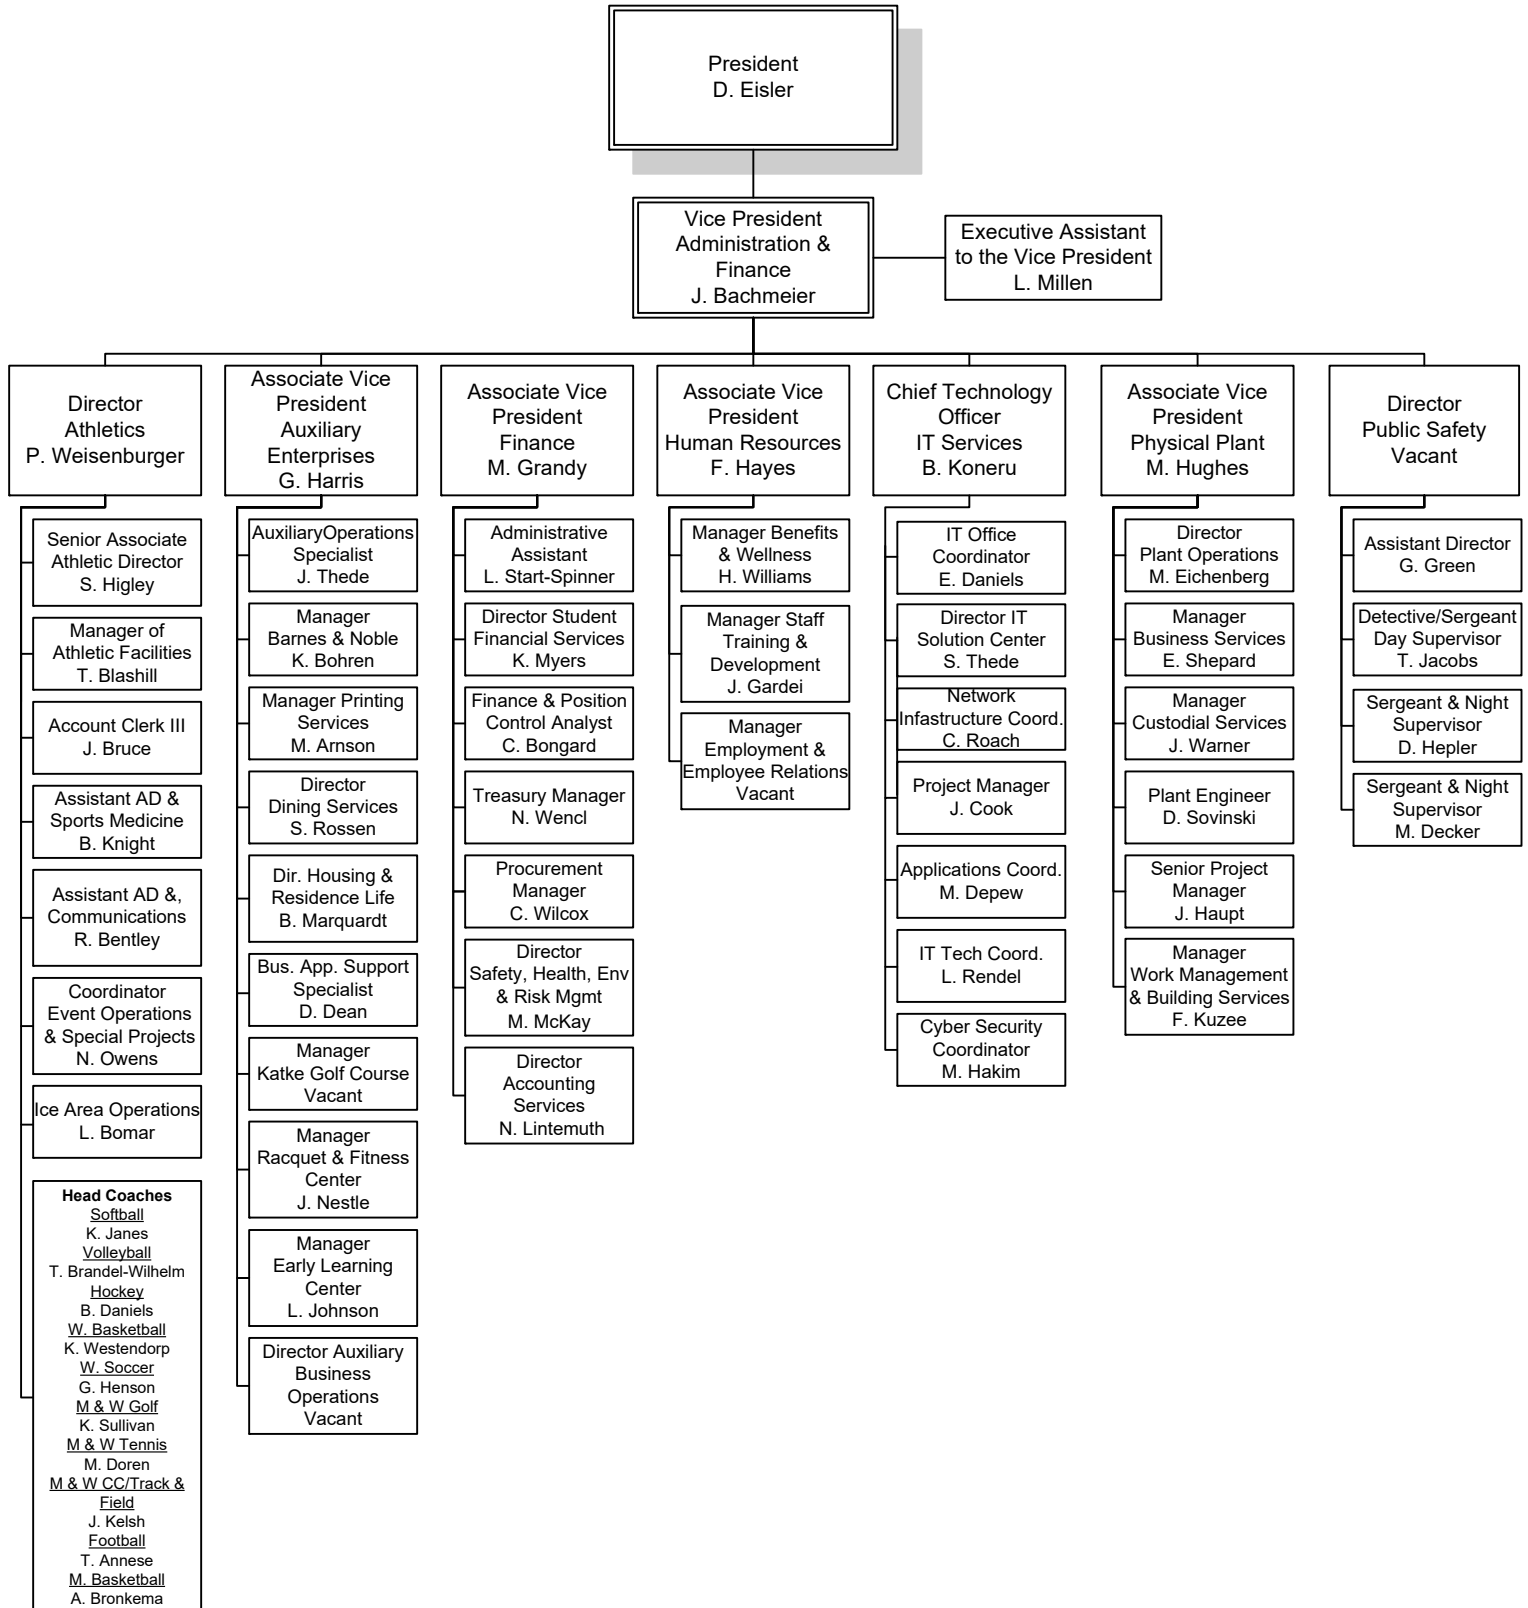 President
D. Eisler
Vice President
Administration &
Finance
J. Bachmeier
Executive Assistant
to the Vice President
L. Millen
Director
Athletics
P. Weisenburger
Senior Associate
Athletic Director
S. Higley
Manager of
Athletic Facilities
T. Blashill
Account Clerk III
J. Bruce
Assistant AD &
Sports Medicine
B. Knight
Assistant AD &,
Communications
R. Bentley
Coordinator
Event Operations
& Special Projects
N. Owens
Ice Area Operations
L. Bomar
Head Coaches
Softball
K. Janes
Volleyball
T. Brandel-Wilhelm
Hockey
B. Daniels
W. Basketball
K. Westendorp
W. Soccer
G. Henson
M & W Golf
K. Sullivan
M & W Tennis
M. Doren
M & W CC/Track &
Field
J. Kelsh
Football
T. Annese
M. Basketball
A. Bronkema
Associate Vice
President
Auxiliary
Enterprises
G. Harris
AuxiliaryOperations
Specialist
J. Thede
Manager
Barnes & Noble
K. Bohren
Manager Printing
Services
M. Arnson
Director
Dining Services
S. Rossen
Dir. Housing &
Residence Life
B. Marquardt
Bus. App. Support
Specialist
D. Dean
Manager
Katke Golf Course
Vacant
Manager
Racquet & Fitness
Center
J. Nestle
Manager
Early Learning
Center
L. Johnson
Director Auxiliary
Business
Operations
Vacant
Associate Vice
President
Finance
M. Grandy
Administrative
Assistant
L. Start-Spinner
Director Student
Financial Services
K. Myers
Finance & Position
Control Analyst
C. Bongard
Treasury Manager
N. Wencl
Procurement
Manager
C. Wilcox
Director
Safety, Health, Env
& Risk Mgmt
M. McKay
Director
Accounting
Services
N. Lintemuth
Associate Vice
President
Human Resources
F. Hayes
Manager Benefits
& Wellness
H. Williams
Manager Staff
Training &
Development
J. Gardei
Manager
Employment &
Employee Relations
Vacant
Chief Technology
Officer
IT Services
B. Koneru
IT Office
Coordinator
E. Daniels
Director IT
Solution Center
S. Thede
Network
Infastructure Coord.
C. Roach
Project Manager
J. Cook
Applications Coord.
M. Depew
IT Tech Coord.
L. Rendel
Cyber Security
Coordinator
M. Hakim
Associate Vice
President
Physical Plant
M. Hughes
Director
Plant Operations
M. Eichenberg
Manager
Business Services
E. Shepard
Manager
Custodial Services
J. Warner
Plant Engineer
D. Sovinski
Senior Project
Manager
J. Haupt
Manager
Work Management
& Building Services
F. Kuzee
Director
Public Safety
Vacant
Assistant Director
G. Green
Detective/Sergeant
Day Supervisor
T. Jacobs
Sergeant & Night
Supervisor
D. Hepler
Sergeant & Night
Supervisor
M. Decker